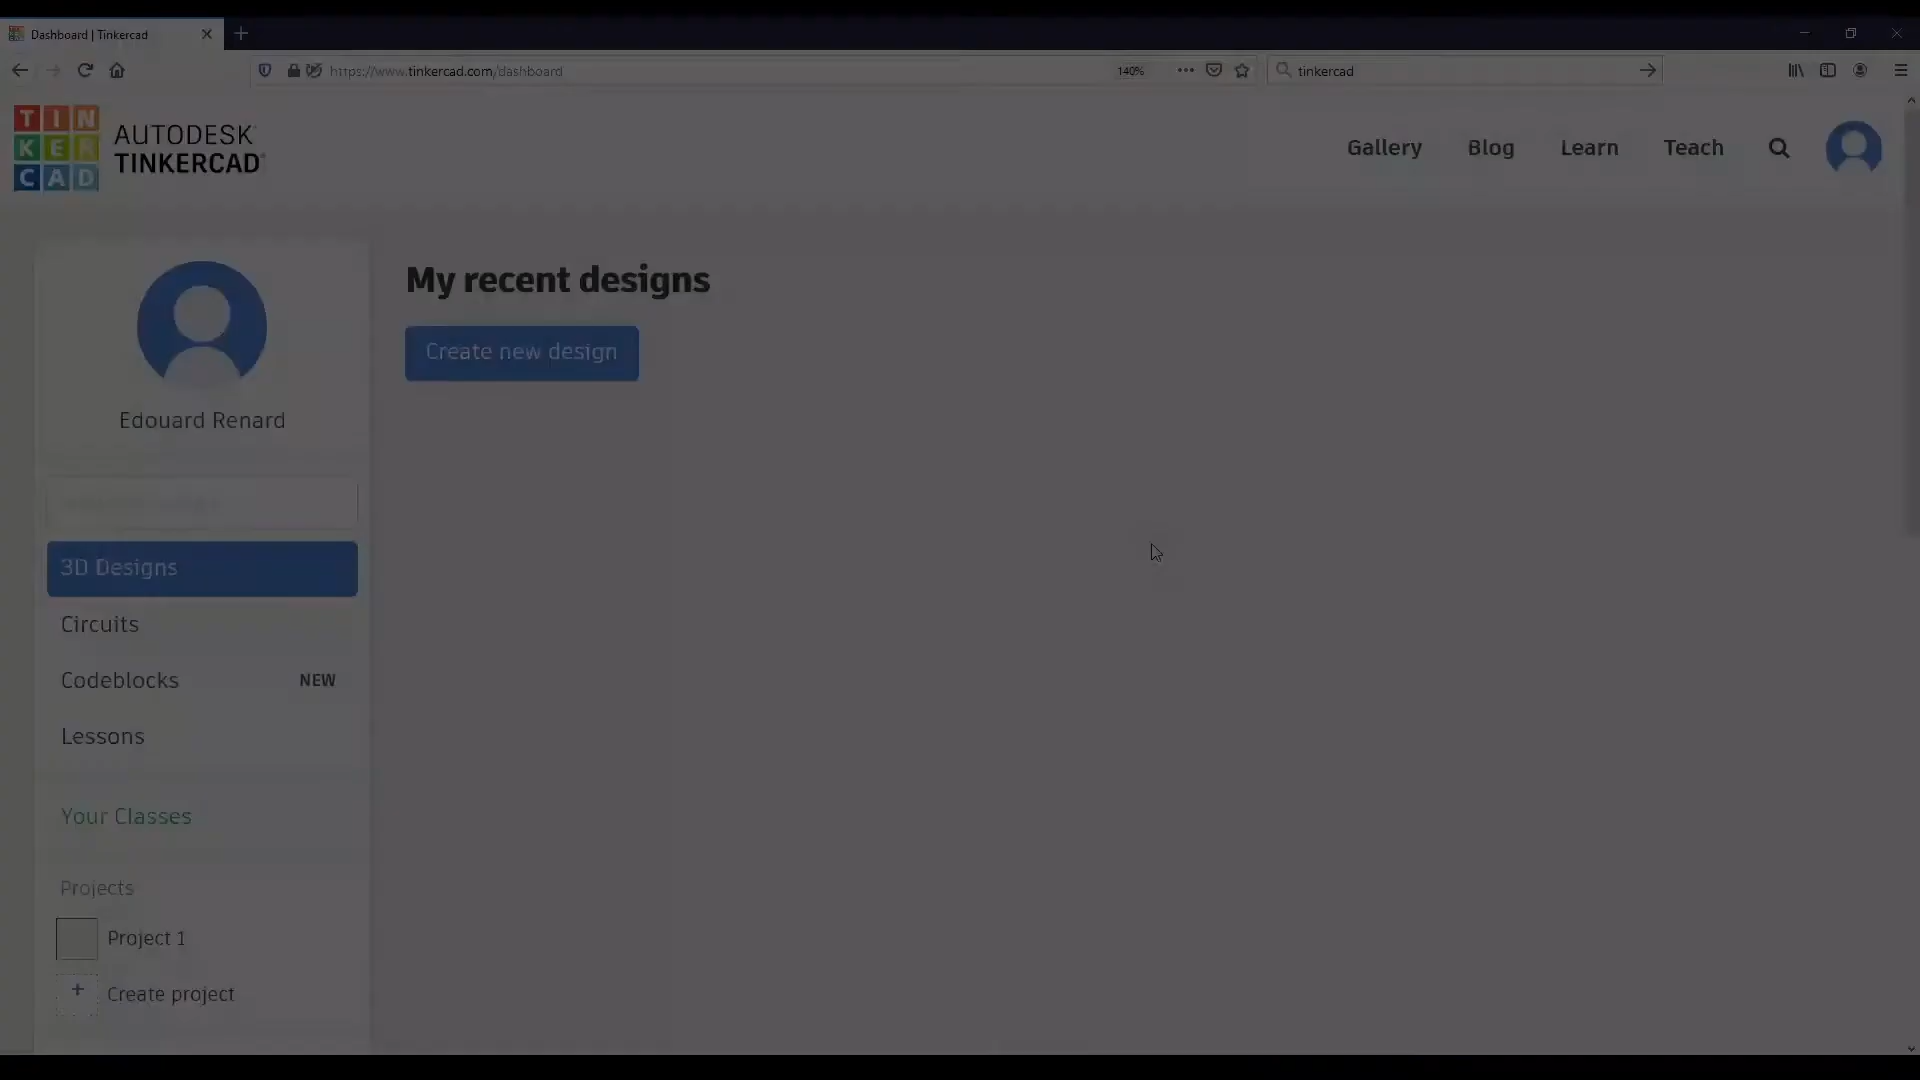 Dashboard | Tinkercad
https://www.tinkercad.com/dashboard
140%
tinkercad
TIN
KER
CAD
AUTODESK
TINKERCAD
Gallery
Blog
Learn
Teach
Edouard Renard
3D Designs
Circuits
Codeblocks NEW
Lessons
Your Classes
Projects
Project 1
+ Create project
My recent designs
Create new design